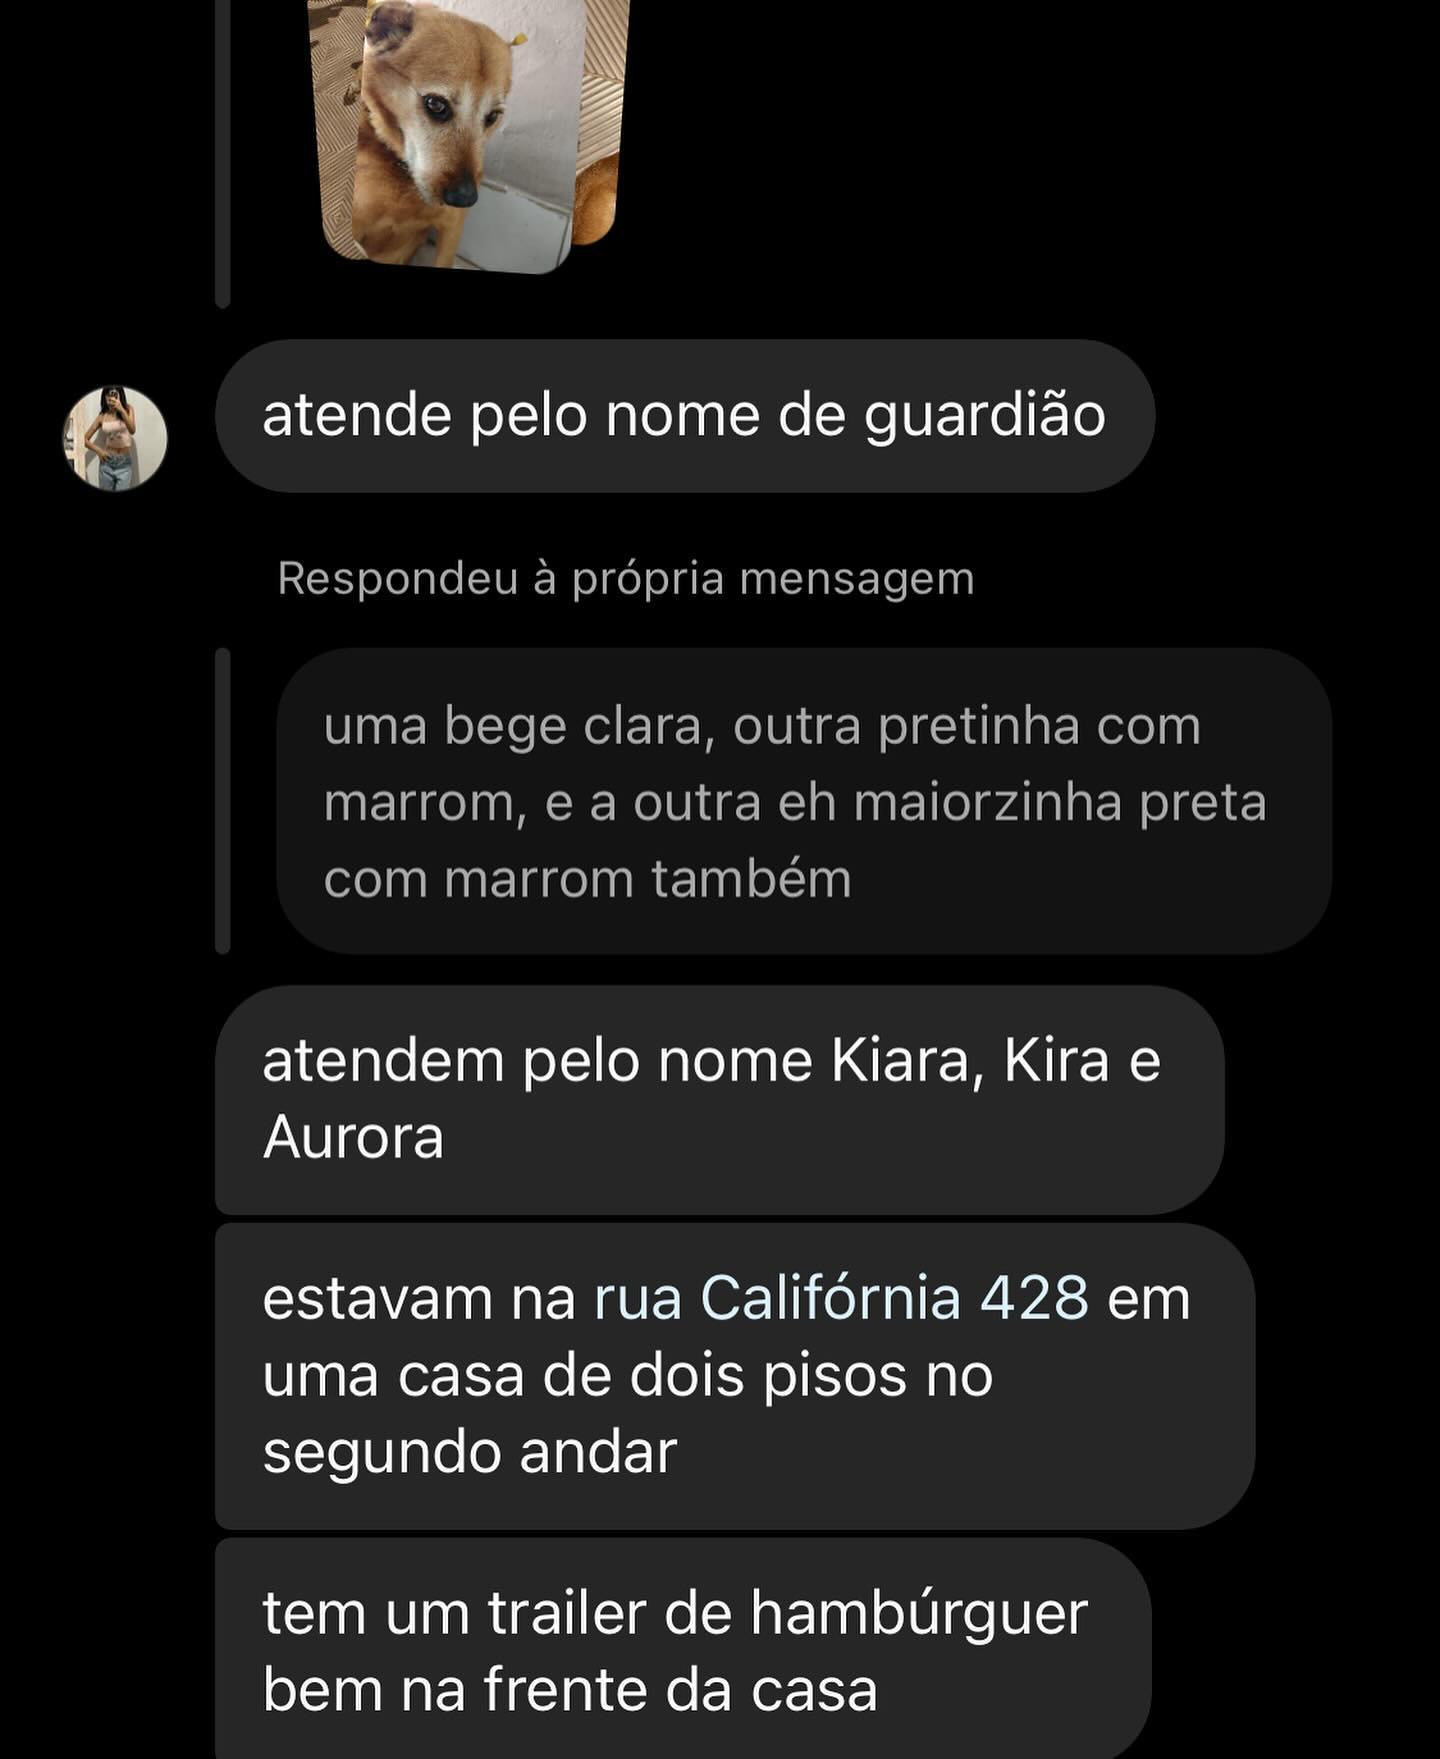 atende pelo nome de guardião
Respondeu à própria mensagem
uma bege clara, outra pretinha com
marrom, e a outra eh maiorzinha preta
com marrom também
atendem pelo nome Kiara, Kira e
Aurora
estavam na rua Califórnia 428 em
uma casa de dois pisos no
segundo andar
tem um trailer de hambúrguer
bem na frente da casa